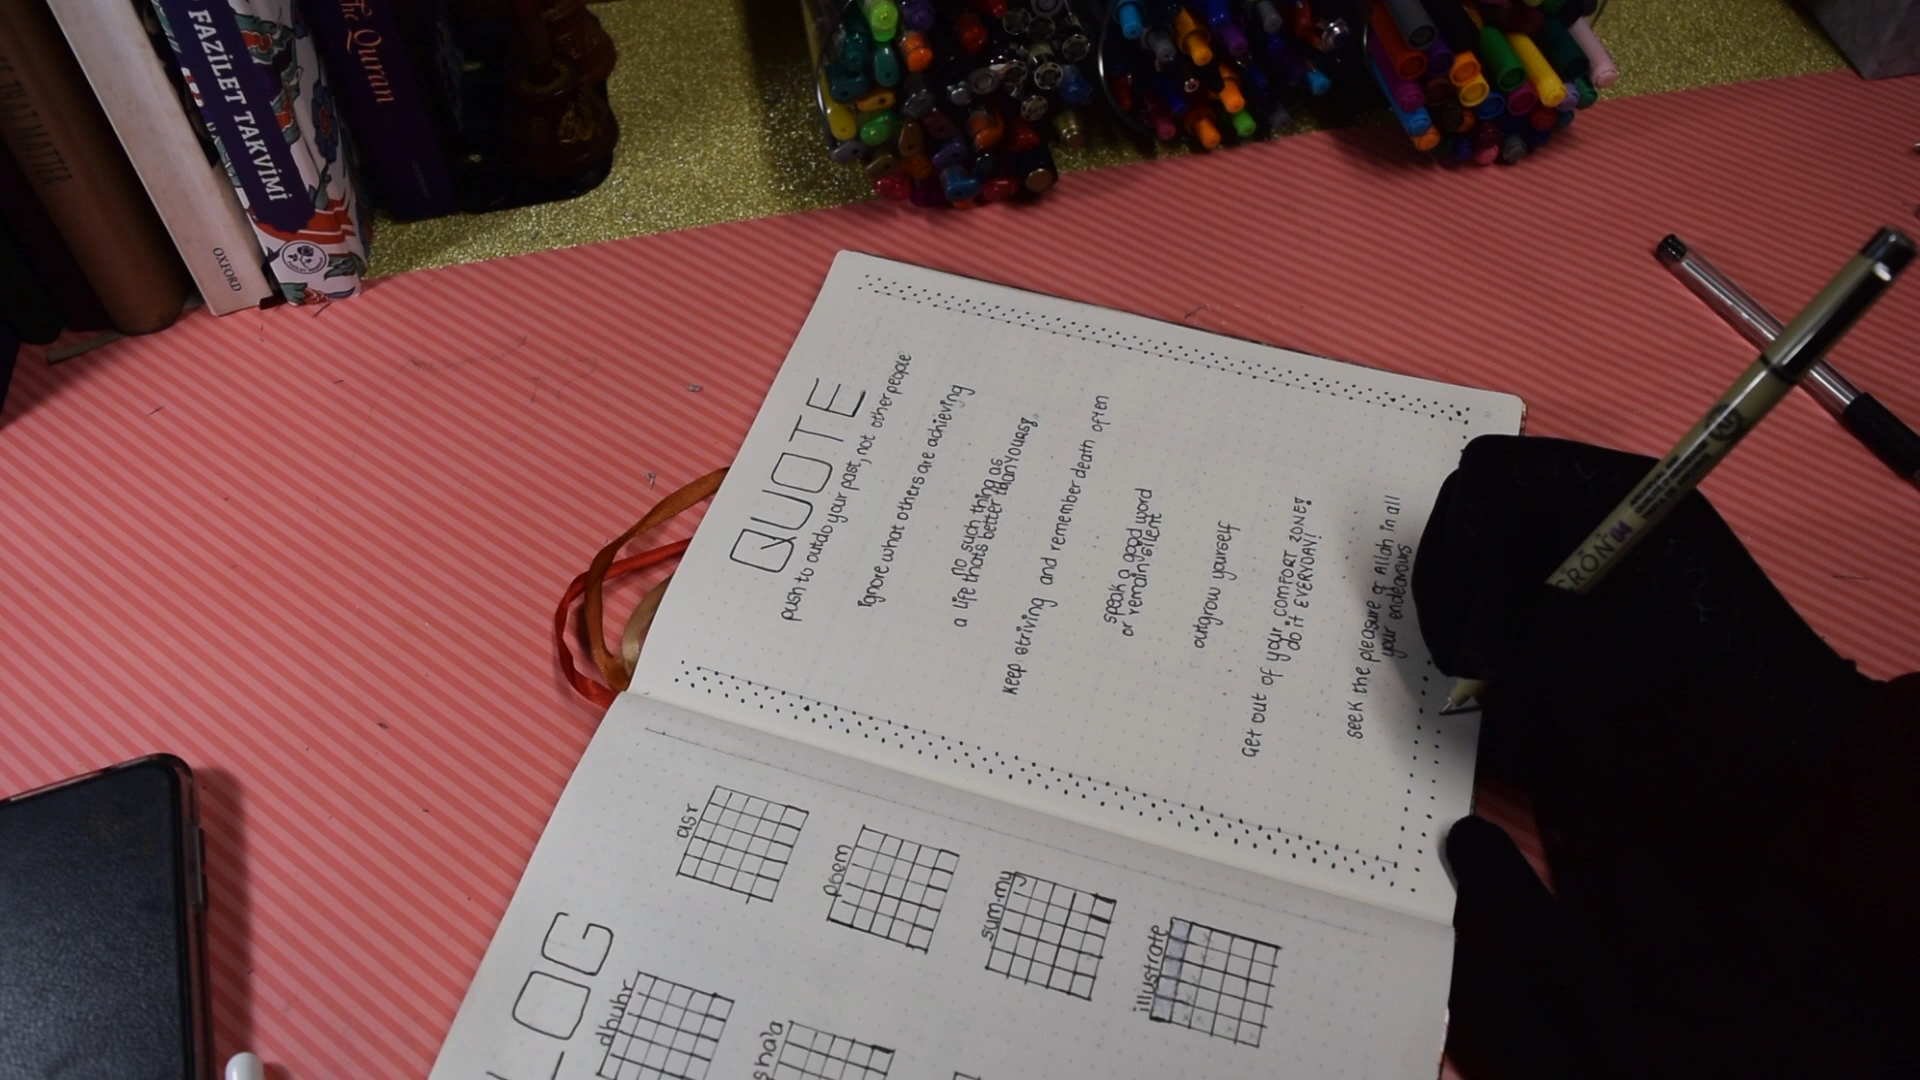 THAT MATTER
OXFORD
FAZİLET TAKVİMİ
The Quran
QUOTE
push to outdo your past, not other people
ignore what others are achieving
no such thing as
a life thats better than YOURS!
Keep striving and remember death often
speak a good word
or remain silent
outgrow yourself
Get out of your COMFORT ZONE!
do it EVERYDAY!
seek the pleasure of Allah in all
your endeavours
asr
poem
sum-my
illustrate
OG
dhuhr